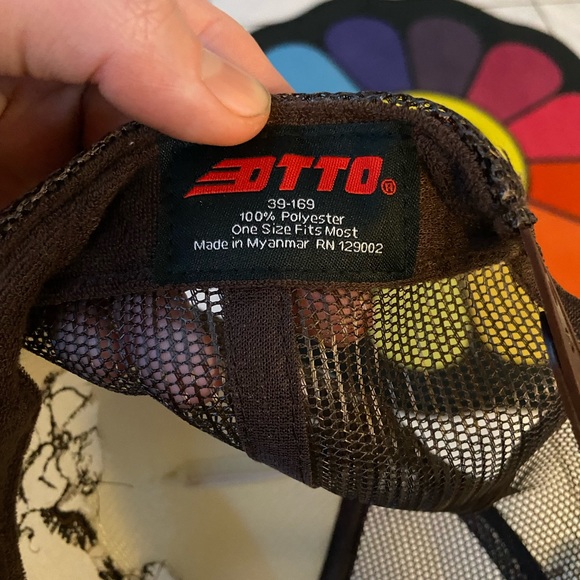 OTTO®
39-169
100% Polyester
One Size Fits Most
Made in Myanmar RN 129002